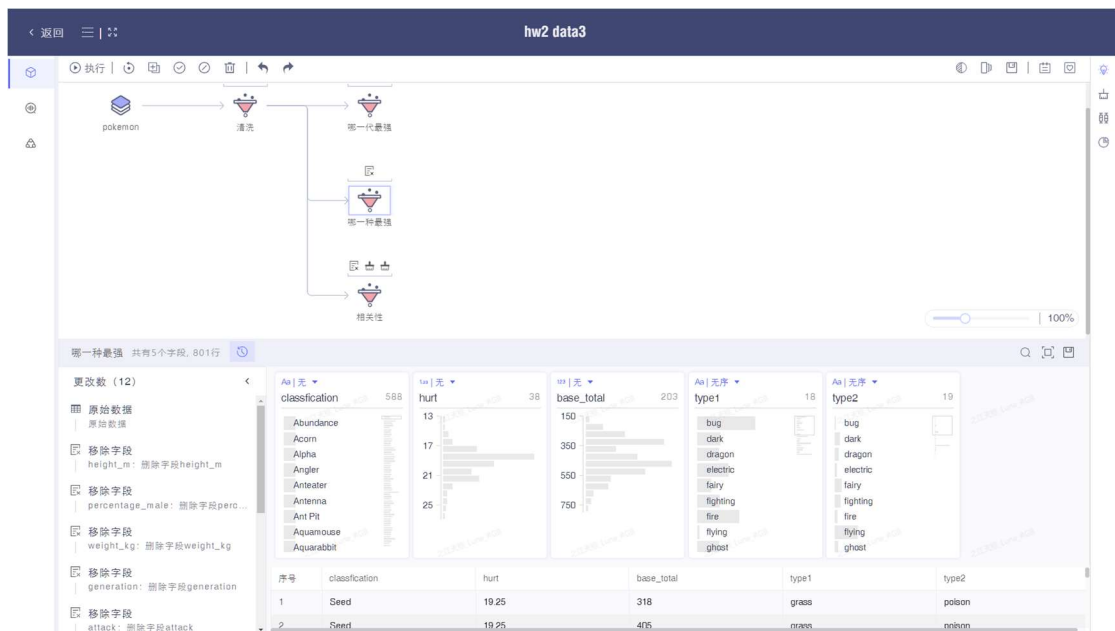 返回
hw2 data3
执行
pokemon
清洗
哪一代最强
哪一种最强
相关性
100%
哪一种最强 共有5个字段, 801行
更改数 (12)
原始数据
原始数据
移除字段
height_m: 删除字段height_m
移除字段
percentage_male: 删除字段perc...
移除字段
weight_kg: 删除字段weight_kg
移除字段
generation: 删除字段generation
移除字段
attack: 删除字段attack
Aa | 无
classfication 588
Abundance
Acorn
Alpha
Angler
Anteater
Antenna
Ant Pit
Aquamouse
Aquarabbit
123 | 无
hurt 38
13
17
21
25
123 | 无
base_total 203
150
350
550
750
Aa | 无序
type1 18
bug
dark
dragon
electric
fairy
fighting
fire
flying
ghost
Aa | 无序
type2 19
bug
dark
dragon
electric
fairy
fighting
fire
flying
ghost
序号 classfication hurt base_total type1 type2
1 Seed 19.25 318 grass poison
2 Seed 19.25 405 grass poison